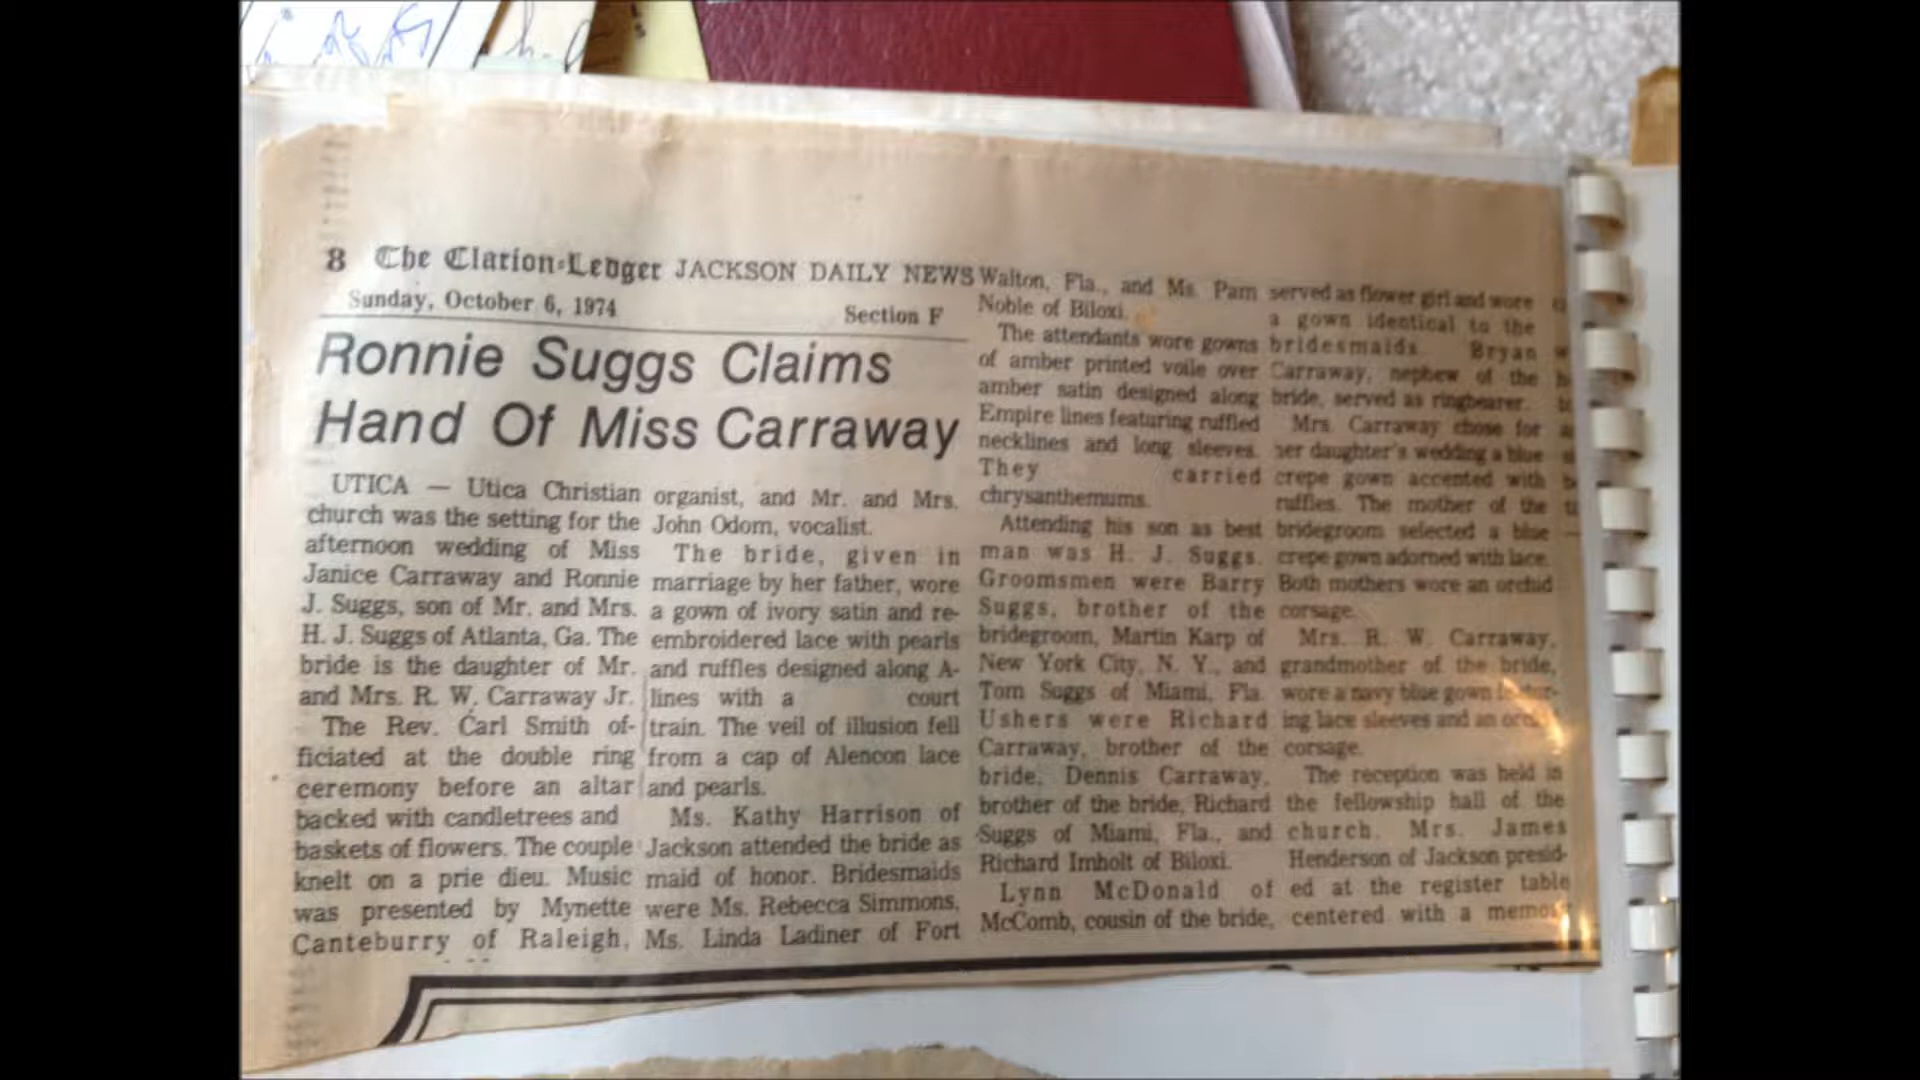 8 The Clarion-Ledger JACKSON DAILY NEWS
Sunday, October 6, 1974 Section F
Ronnie Suggs Claims
Hand Of Miss Carraway
UTICA — Utica Christian
church was the setting for the
afternoon wedding of Miss
Janice Carraway and Ronnie
J. Suggs, son of Mr. and Mrs.
H. J. Suggs of Atlanta, Ga. The
bride is the daughter of Mr.
and Mrs. R. W. Carraway Jr.
The Rev. Carl Smith of-
ficiated at the double ring
ceremony before an altar
backed with candletrees and
baskets of flowers. The couple
knelt on a prie dieu. Music
was presented by Mynette
Canteburry of Raleigh,
organist, and Mr. and Mrs.
John Odom, vocalist.
The bride, given in
marriage by her father, wore
a gown of ivory satin and re-
embroidered lace with pearls
and ruffles designed along A-
lines with a court
train. The veil of illusion fell
from a cap of Alencon lace
and pearls.
Ms. Kathy Harrison of
Jackson attended the bride as
maid of honor. Bridesmaids
were Ms. Rebecca Simmons,
Ms. Linda Ladiner of Fort
Walton, Fla., and Ms. Pam
Noble of Biloxi.
The attendants wore gowns
of amber printed voile over
amber satin designed along
Empire lines featuring ruffled
necklines and long sleeves.
They carried
chrysanthemums.
Attending his son as best
man was H. J. Suggs.
Groomsmen were Barry
Suggs, brother of the
bridegroom, Martin Karp of
New York City, N. Y., and
Tom Suggs of Miami, Fla.
Ushers were Richard
Carraway, brother of the
bride, Dennis Carraway,
brother of the bride, Richard
Suggs of Miami, Fla., and
Richard Imholt of Biloxi.
Lynn McDonald of
McComb, cousin of the bride,
served as flower girl and wore
a gown identical to the
bridesmaids. Bryan
Carraway, nephew of the
bride, served as ringbearer.
Mrs. Carraway chose for
her daughter's wedding a blue
crepe gown accented with
ruffles. The mother of the
bridegroom selected a blue
crepe gown adorned with lace.
Both mothers wore an orchid
corsage.
Mrs. R. W. Carraway,
grandmother of the bride,
wore a navy blue gown featur-
ing lace sleeves and an
corsage.
The reception was held in
the fellowship hall of the
church. Mrs. James
Henderson of Jackson presid-
ed at the register table
centered with a